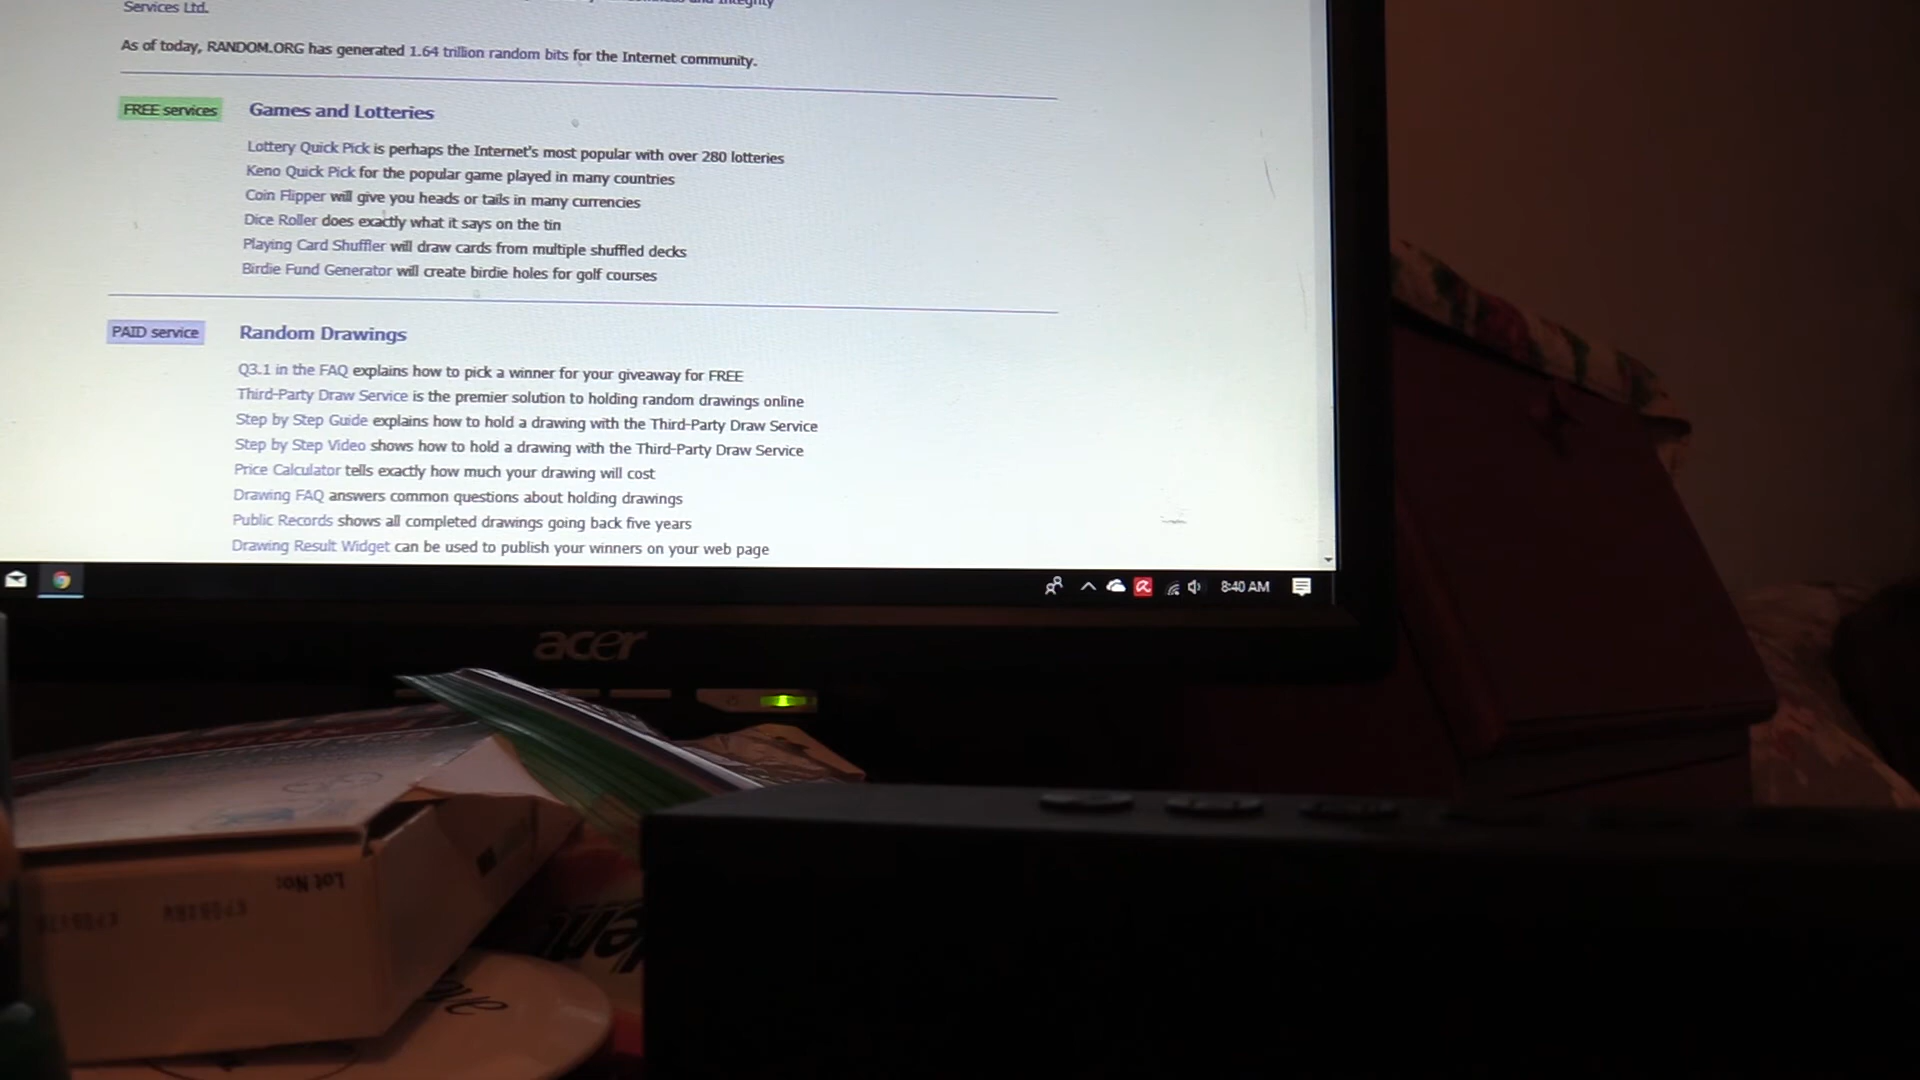 Integrity
Services Ltd.
As of today, RANDOM.ORG has generated 1.64 trillion random bits for the Internet community.
FREE services
Games and Lotteries
Lottery Quick Pick is perhaps the Internet's most popular with over 280 lotteries
Keno Quick Pick for the popular game played in many countries
Coin Flipper will give you heads or tails in many currencies
Dice Roller does exactly what it says on the tin
Playing Card Shuffler will draw cards from multiple shuffled decks
Birdie Fund Generator will create birdie holes for golf courses
PAID service
Random Drawings
Q3.1 in the FAQ explains how to pick a winner for your giveaway for FREE
Third-Party Draw Service is the premier solution to holding random drawings online
Step by Step Guide explains how to hold a drawing with the Third-Party Draw Service
Step by Step Video shows how to hold a drawing with the Third-Party Draw Service
Price Calculator tells exactly how much your drawing will cost
Drawing FAQ answers common questions about holding drawings
Public Records shows all completed drawings going back five years
Drawing Result Widget can be used to publish your winners on your web page
8:40 AM
acer
Lot No: